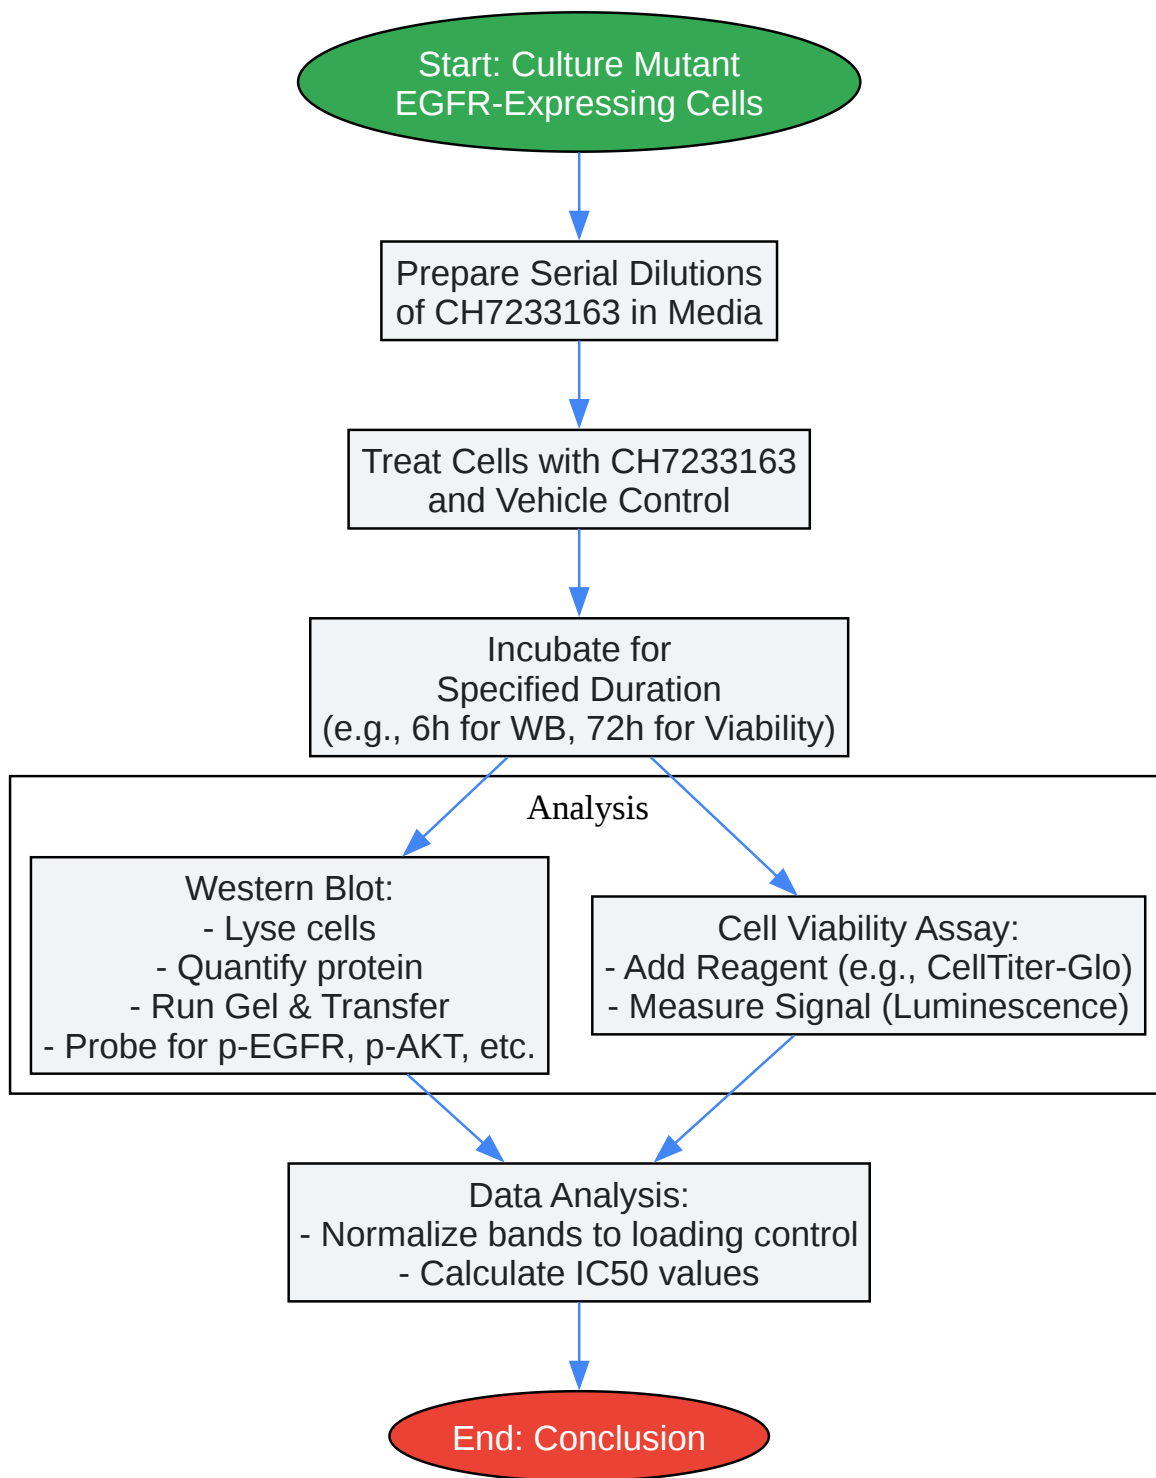 Start: Culture Mutant
EGFR-Expressing Cells
Prepare Serial Dilutions
of CH7233163 in Media
Treat Cells with CH7233163
and Vehicle Control
Incubate for
Specified Duration
(e.g., 6h for WB, 72h for Viability)
Analysis
Western Blot:
- Lyse cells
- Quantify protein
- Run Gel & Transfer
- Probe for p-EGFR, p-AKT, etc.
Cell Viability Assay:
- Add Reagent (e.g., CellTiter-Glo)
- Measure Signal (Luminescence)
Data Analysis:
- Normalize bands to loading control
- Calculate IC50 values
End: Conclusion